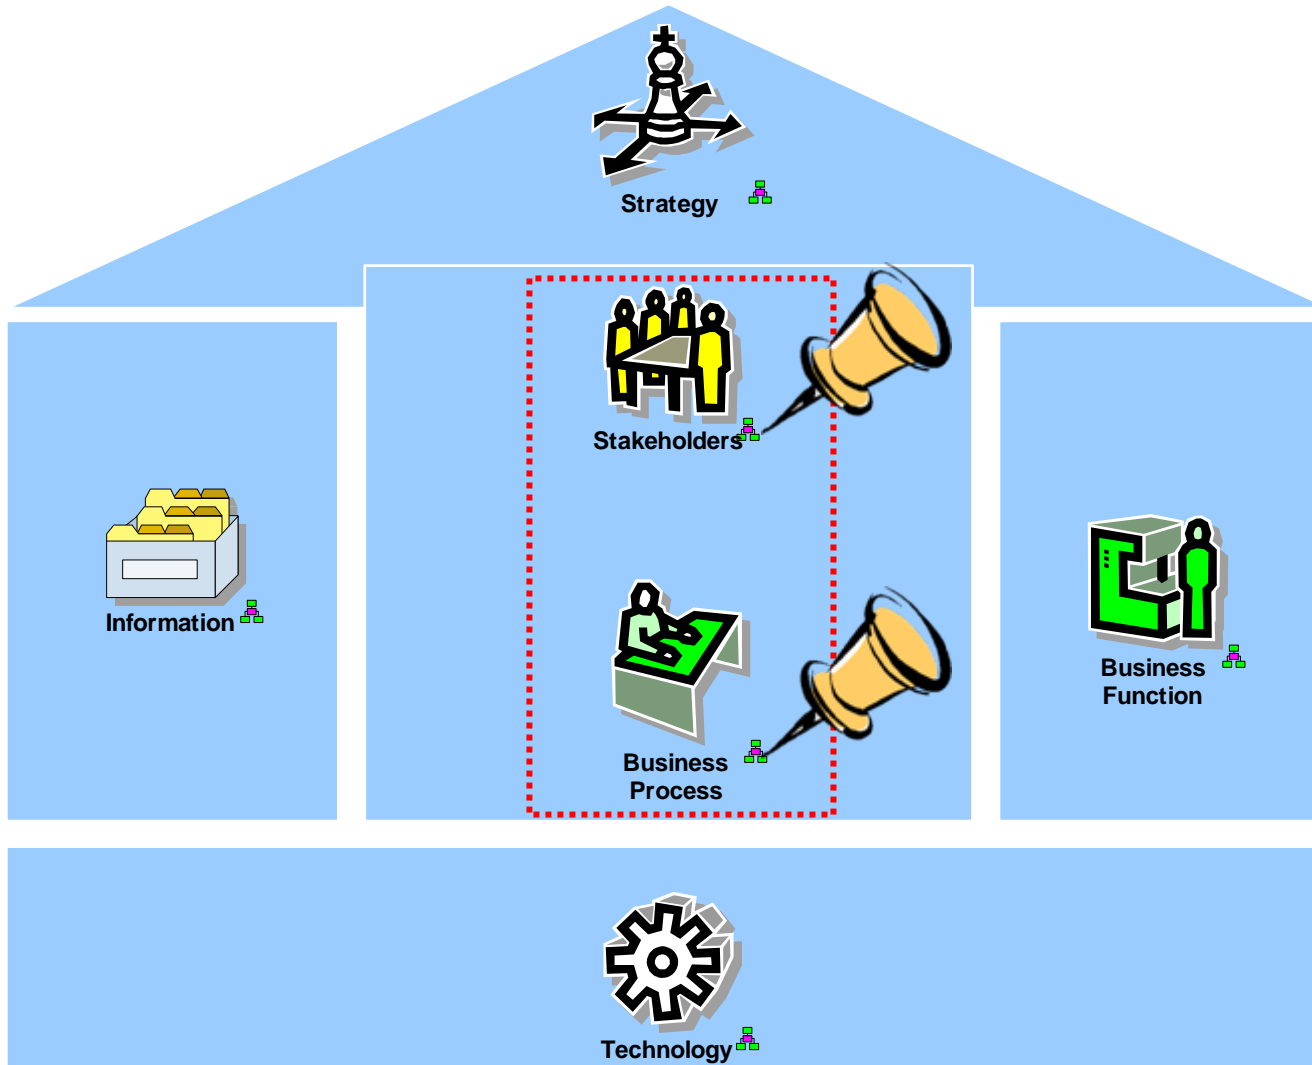 Strategy
Stakeholders
Information
Business
Function
Business
Process
Technology